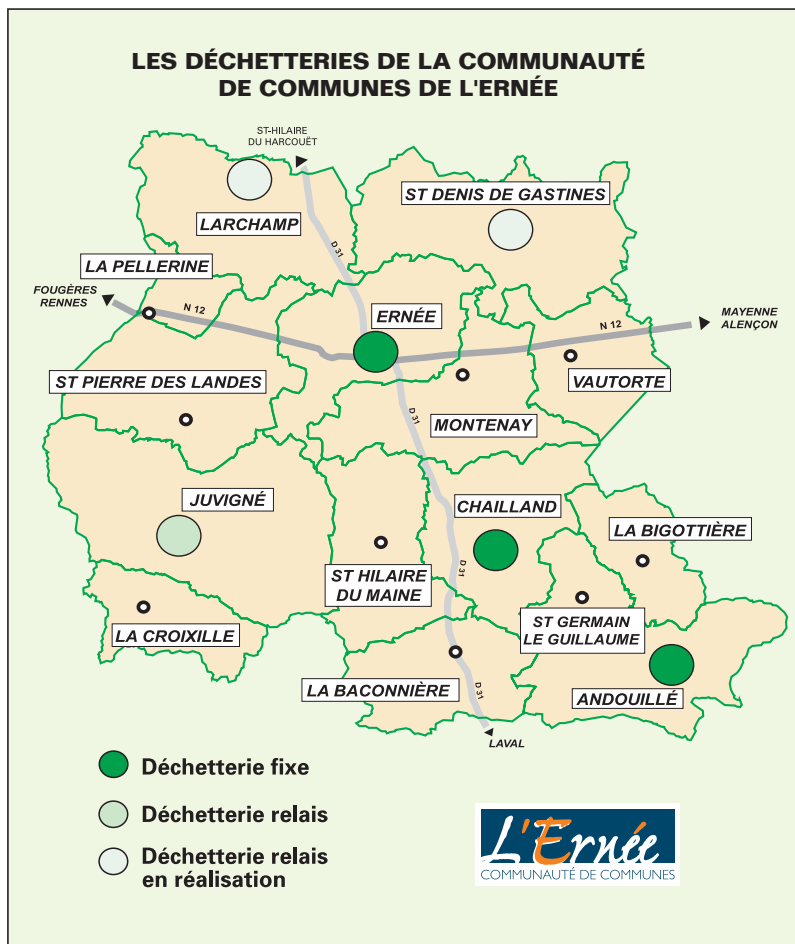 LES DÉCHETTERIES DE LA COMMUNAUTÉ
DE COMMUNES DE L'ERNÉE
ST-HILAIRE
DU HARCOUËT
ST DENIS DE GASTINES
LARCHAMP
D 31
LA PELLERINE
FOUGÈRES
RENNES
N 12
ERNÉE
N 12
MAYENNE
ALENÇON
ST PIERRE DES LANDES
VAUTORTE
D 31
MONTENAY
JUVIGNÉ
CHAILLAND
LA BIGOTTIÈRE
D 31
ST HILAIRE
DU MAINE
ST GERMAIN
LE GUILLAUME
LA CROIXILLE
LA BACONNIÈRE
D 31
ANDOUILLÉ
LAVAL
Déchetterie fixe
Déchetterie relais
Déchetterie relais
en réalisation
L'Ernée
COMMUNAUTÉ DE COMMUNES